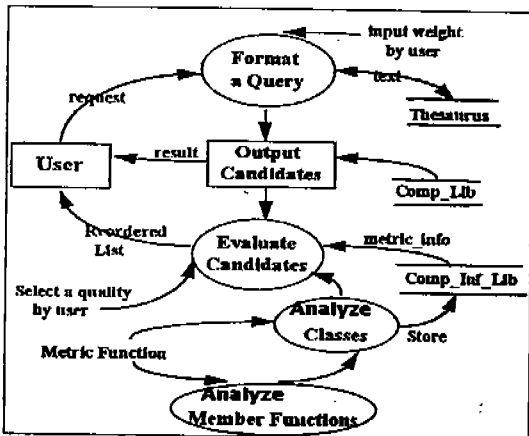 Input weight
by user
Format
a Query
text
request
Thesaurus
User
result
Output
Candidates
Comp_Lib
Reordered
List
Evaluate
Candidates
metric_info
Select a quality
by user
Comp_Inf_Lib
Analyze
Classes
Store
Metric Function
Analyze
Member Functions